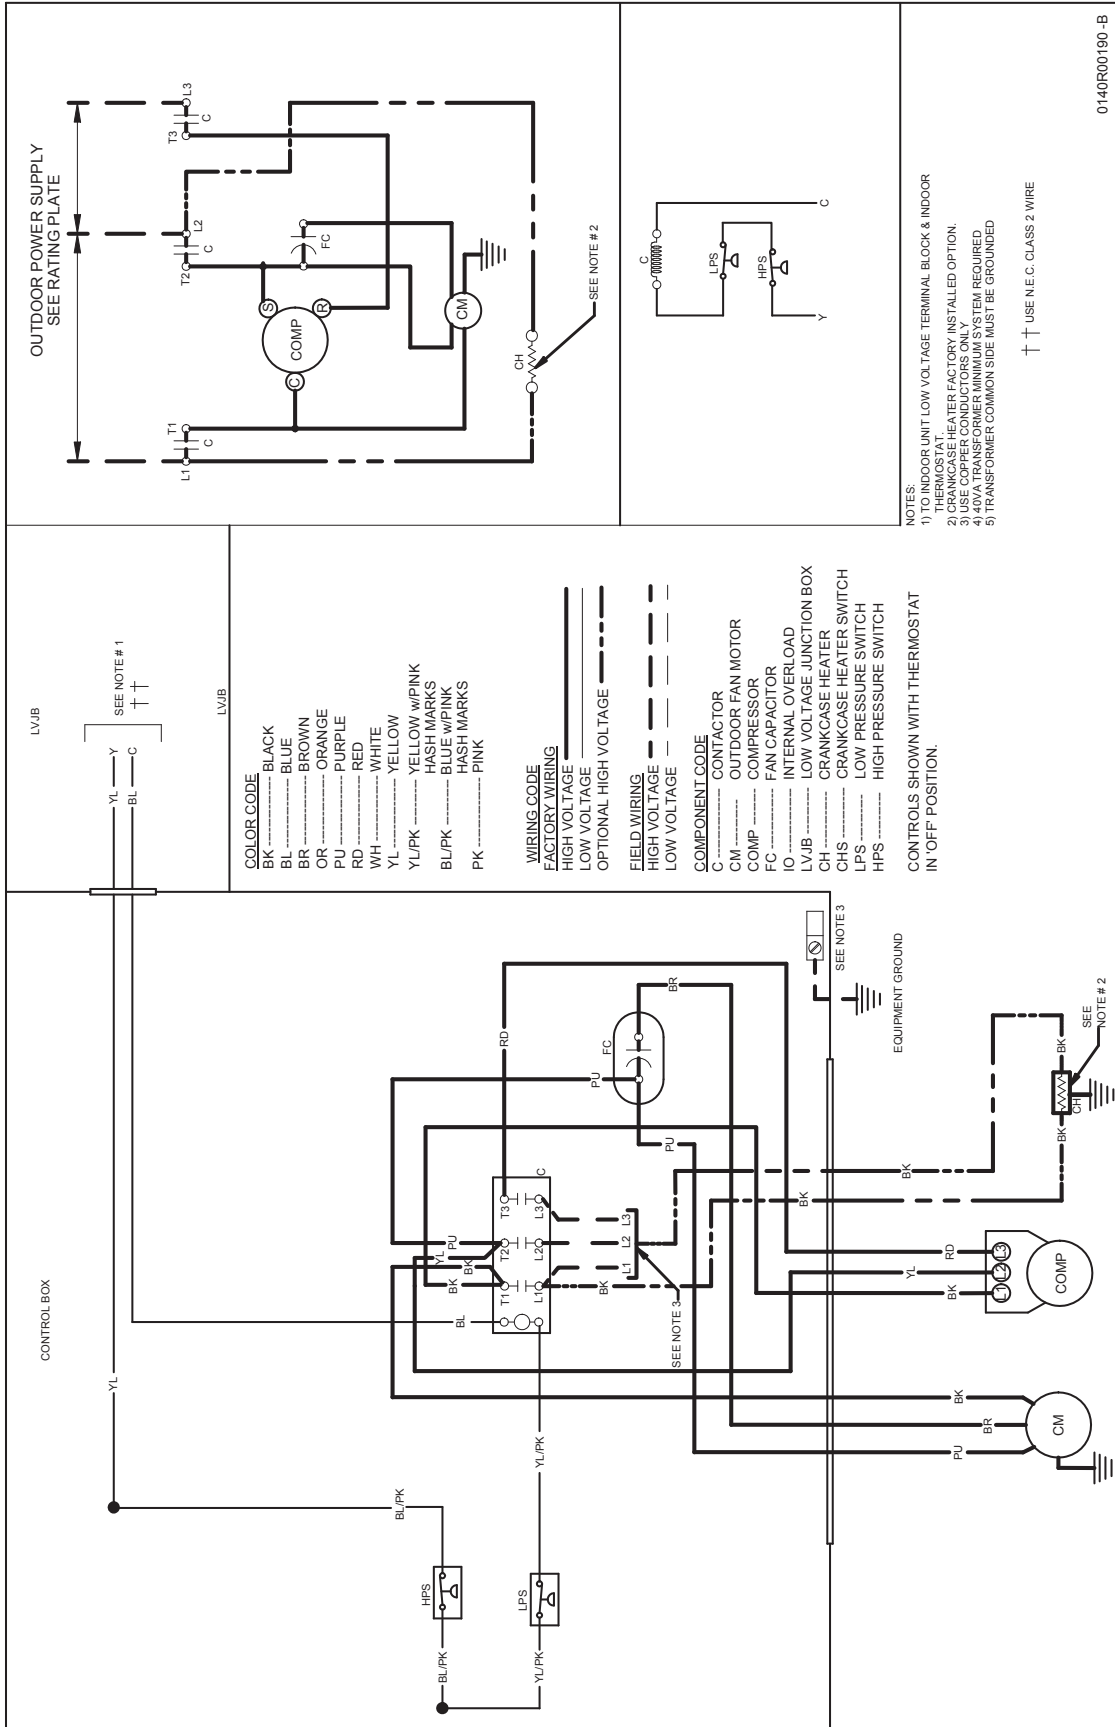 CONTROL BOX
YL
YL
Y
BL
C
LVJB
SEE NOTE # 1
LVJB
BL/PK
HPS
BL/PK
LPS
YL/PK
YL/PK
BL
BK
BK
YL
PU
RD
PU
FC
BR
PU
T1
T2
T3
C
L1
L2
L3
BK
L1
L2
L3
SEE NOTE 3
SEE NOTE 3
EQUIPMENT GROUND
PU
BR
BK
CM
BK
YL
RD
L1
L2
L3
COMP
BK
BK
BK
BK
CH
SEE
NOTE # 2
COLOR CODE
BK ---------- BLACK
BL ---------- BLUE
BR ---------- BROWN
OR ---------- ORANGE
PU ---------- PURPLE
RD ---------- RED
WH ---------- WHITE
YL ---------- YELLOW
YL/PK ---------- YELLOW w/PINK
HASH MARKS
BL/PK ---------- BLUE w/PINK
HASH MARKS
PK ---------- PINK
WIRING CODE
FACTORY WIRING
HIGH VOLTAGE
LOW VOLTAGE
OPTIONAL HIGH VOLTAGE
FIELD WIRING
HIGH VOLTAGE
LOW VOLTAGE
COMPONENT CODE
C ---------- CONTACTOR
CM ---------- OUTDOOR FAN MOTOR
COMP ---------- COMPRESSOR
FC ---------- FAN CAPACITOR
IO ---------- INTERNAL OVERLOAD
LVJB ---------- LOW VOLTAGE JUNCTION BOX
CH ---------- CRANKCASE HEATER
CHS ---------- CRANKCASE HEATER SWITCH
LPS ---------- LOW PRESSURE SWITCH
HPS ---------- HIGH PRESSURE SWITCH
CONTROLS SHOWN WITH THERMOSTAT
IN "OFF" POSITION.
OUTDOOR POWER SUPPLY
SEE RATING PLATE
L1
T1
C
T2
L2
C
T3
L3
C
C
COMP
S
R
FC
CM
CH
SEE NOTE # 2
C
LPS
HPS
Y
C
NOTES:
1) TO INDOOR UNIT LOW VOLTAGE TERMINAL BLOCK & INDOOR
THERMOSTAT.
2) CRANKCASE HEATER FACTORY INSTALLED OPTION.
3) USE COPPER CONDUCTORS ONLY
4) 40VA TRANSFORMER MINIMUM SYSTEM REQUIRED
5) TRANSFORMER COMMON SIDE MUST BE GROUNDED
†† USE N.E.C. CLASS 2 WIRE
0140R00190 -B